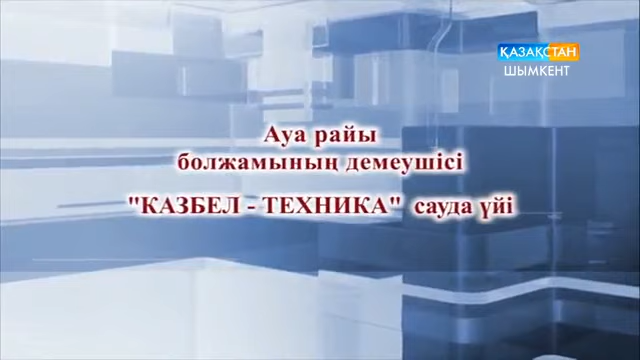 ҚАЗАҚСТАН
ШЫМКЕНТ
Ауа райы
болжамының демеушісі
"КАЗБЕЛ - ТЕХНИКА" сауда үйі